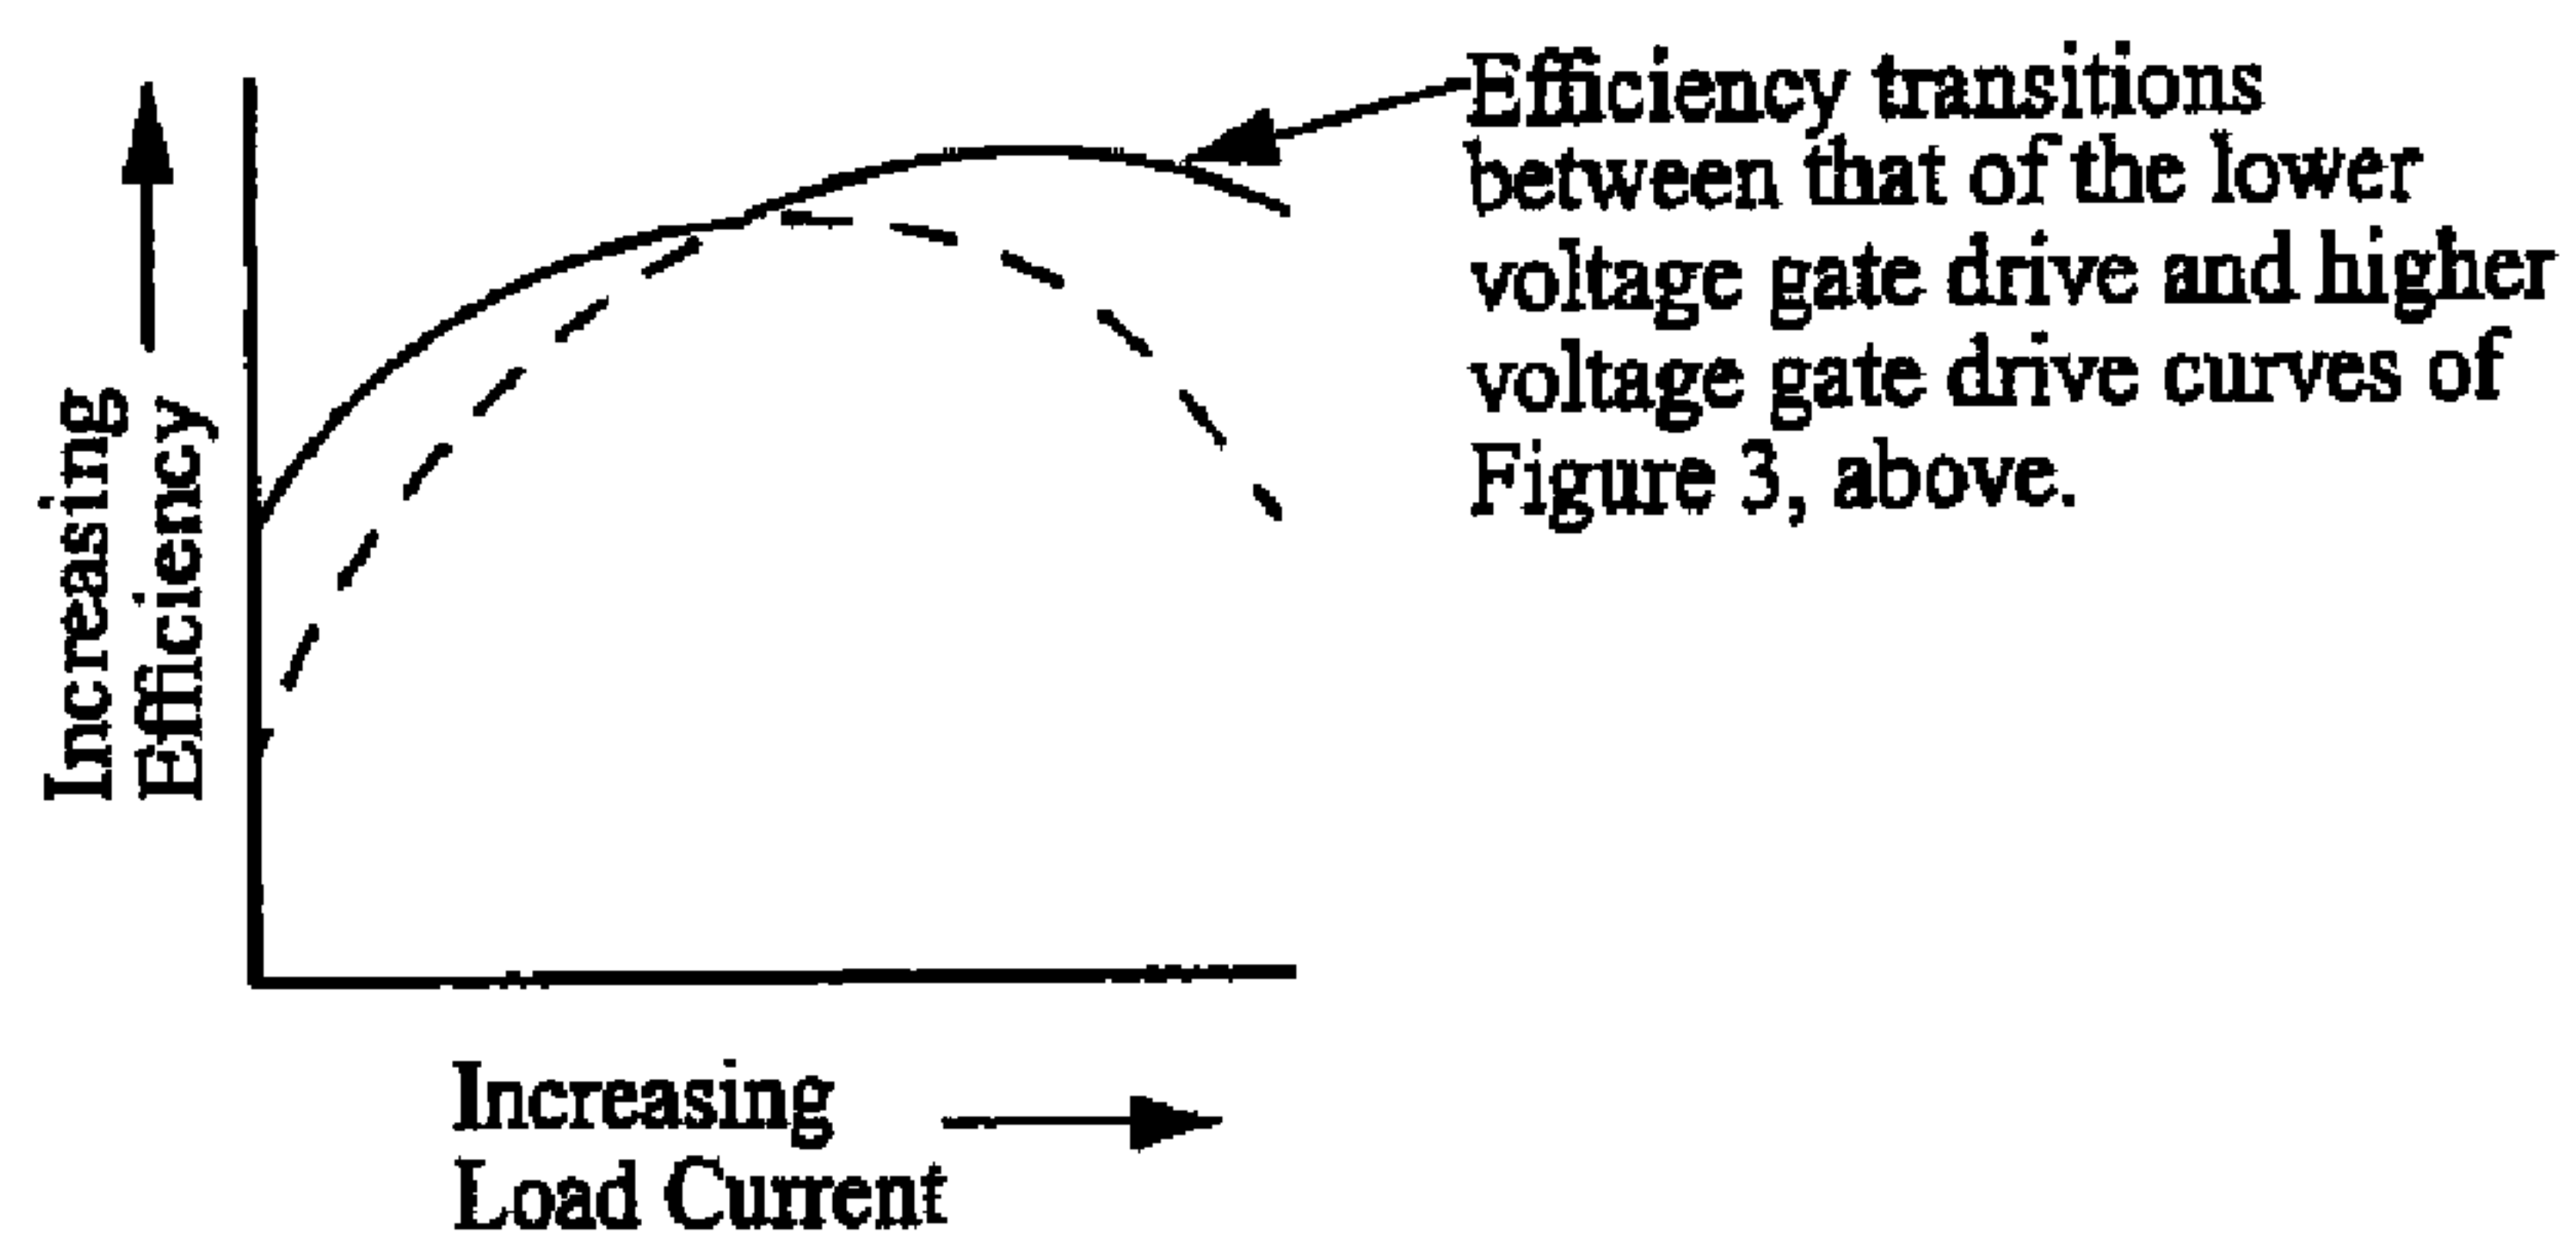 Efficiency transitions
between that of the lower
voltage gate drive and higher
voltage gate drive curves of
Figure 3, above.
Increasing
Efficiency
Increasing
Load Current